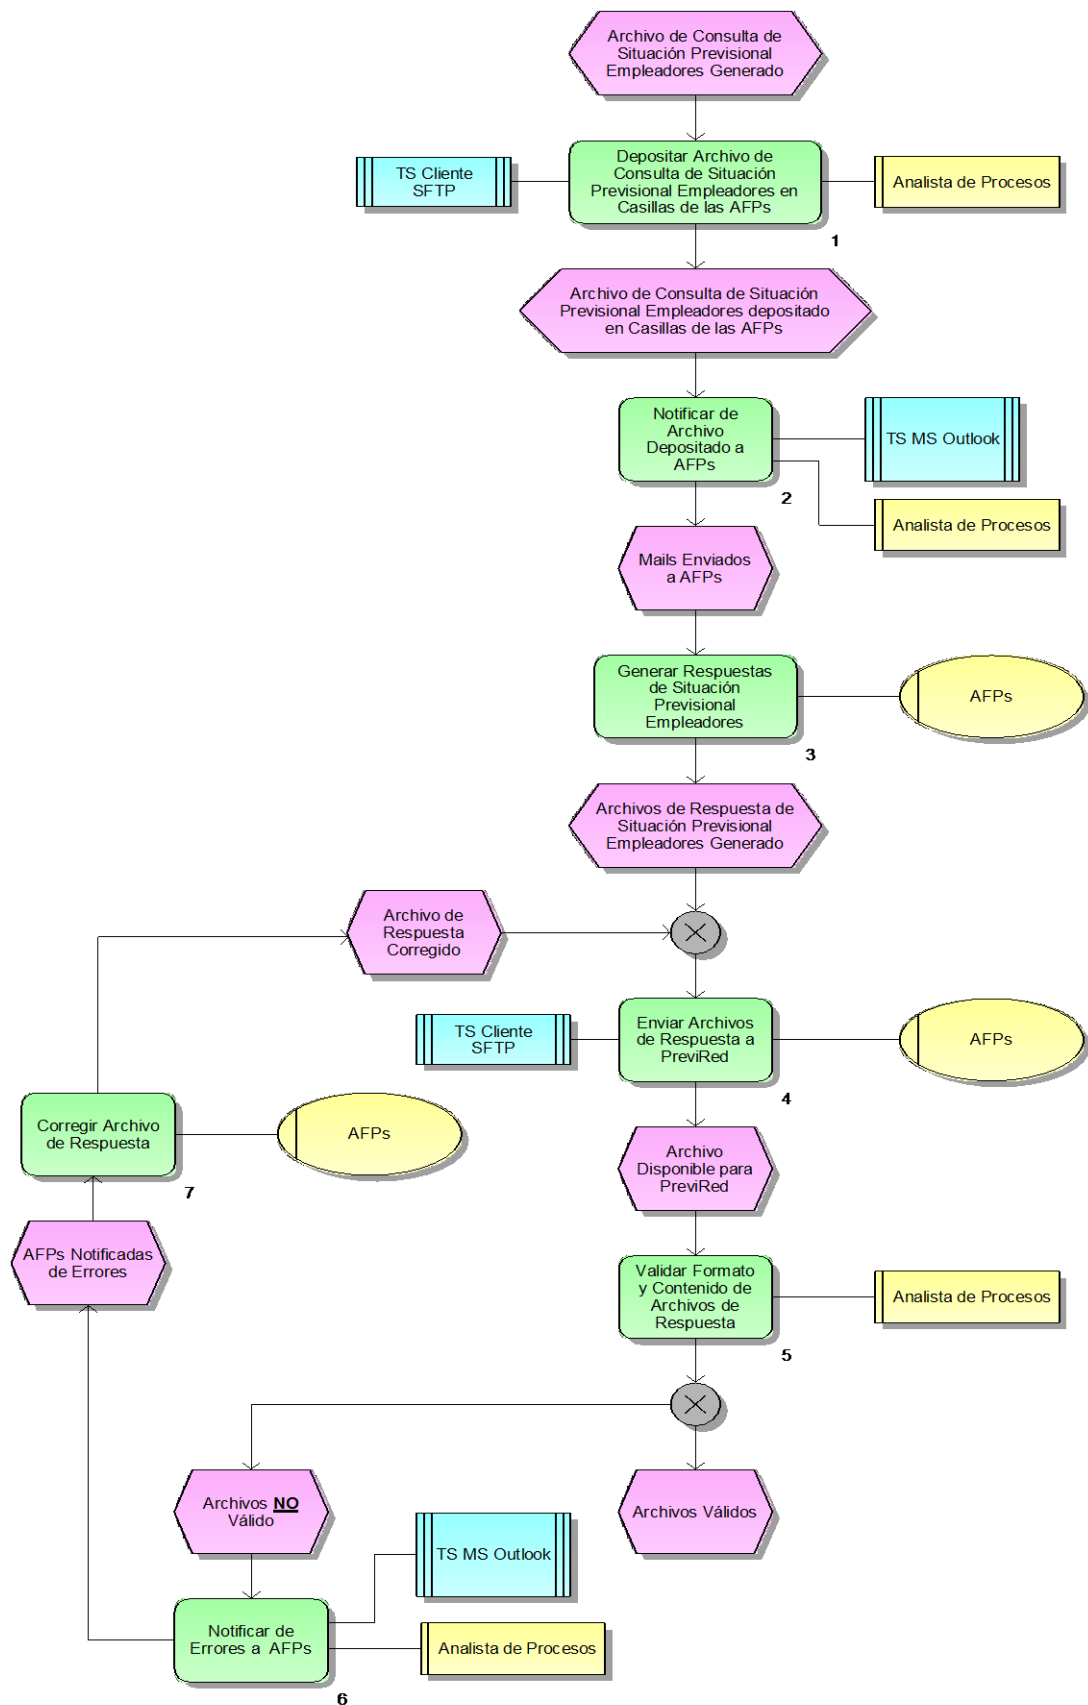 Archivo de Consulta de
Situación Previsional
Empleadores Generado
TS Cliente
SFTP
Depositar Archivo de
Consulta de Situación
Previsional Empleadores en
Casillas de las AFPs
Analista de Procesos
1
Archivo de Consulta de Situación
Previsional Empleadores depositado
en Casillas de las AFPs
Notificar de
Archivo
Depositado a
AFPs
TS MS Outlook
2
Analista de Procesos
Mails Enviados
a AFPs
Generar Respuestas
de Situación
Previsional
Empleadores
AFPs
3
Archivos de Respuesta de
Situación Previsional
Empleadores Generado
Archivo de
Respuesta
Corregido
TS Cliente
SFTP
Enviar Archivos
de Respuesta a
PreviRed
AFPs
4
Corregir Archivo
de Respuesta
AFPs
7
Archivo
Disponible para
PreviRed
AFPs Notificadas
de Errores
Validar Formato
y Contenido de
Archivos de
Respuesta
Analista de Procesos
5
Archivos NO
Válido
Archivos Válidos
TS MS Outlook
Notificar de
Errores a AFPs
Analista de Procesos
6